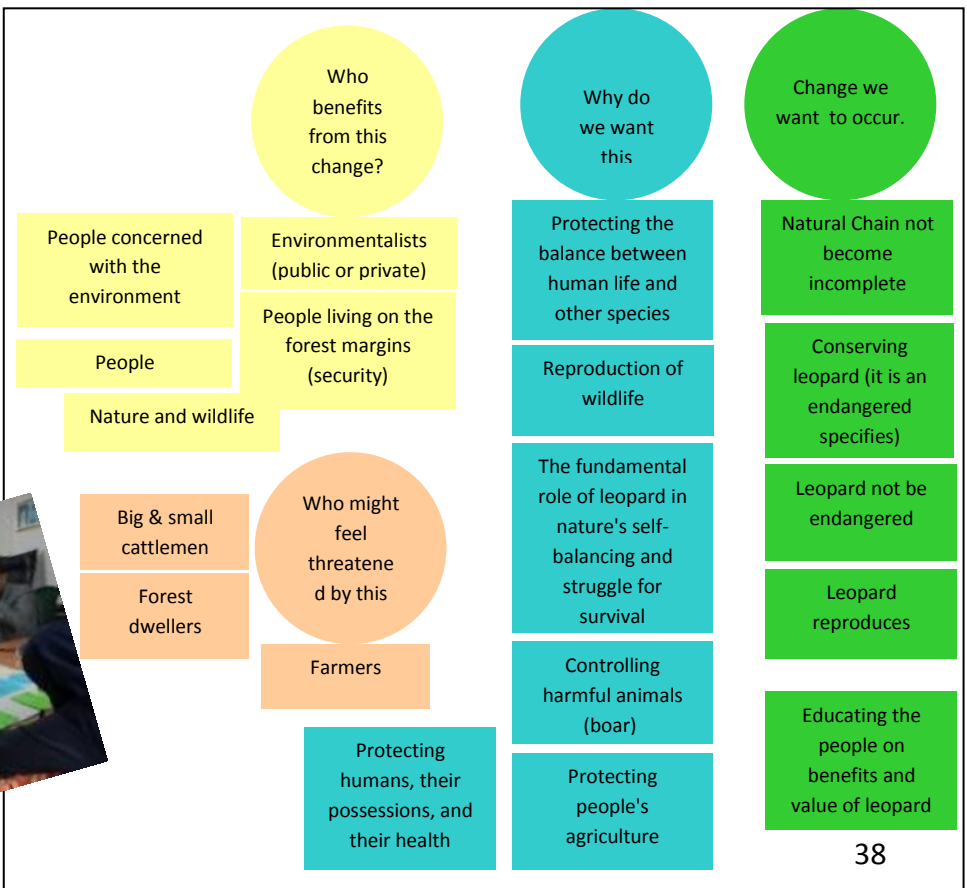 Who
benefits
from this
change?
People concerned
with the
environment
Environmentalists
(public or private)
People living on the
forest margins
(security)
People
Nature and wildlife
Who might
feel
threatene
d by this
Big & small
cattlemen
Forest
dwellers
Farmers
Why do
we want
this
Protecting the
balance between
human life and
other species
Reproduction of
wildlife
The fundamental
role of leopard in
nature's self-
balancing and
struggle for
survival
Controlling
harmful animals
(boar)
Protecting
people's
agriculture
Protecting
humans, their
possessions, and
their health
Change we
want to occur.
Natural Chain not
become
incomplete
Conserving
leopard (it is an
endangered
specifies)
Leopard not be
endangered
Leopard
reproduces
Educating the
people on
benefits and
value of leopard
38